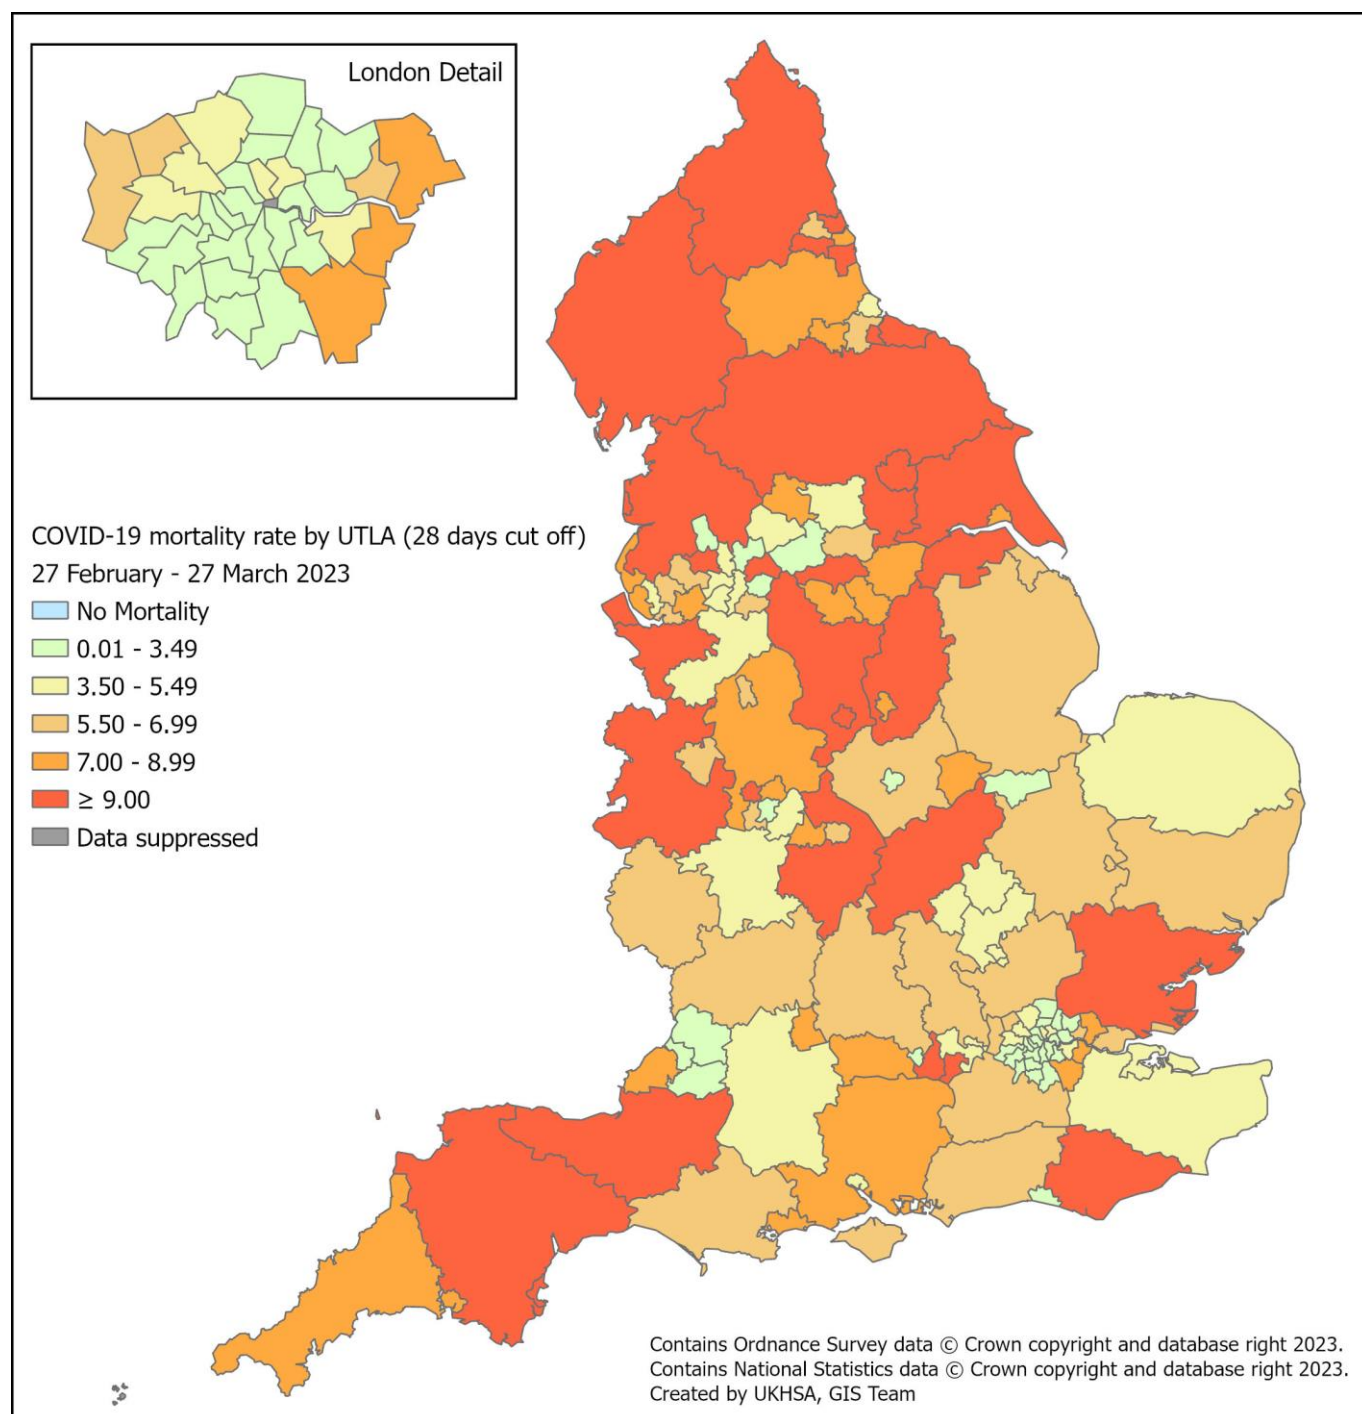 London Detail
COVID-19 mortality rate by UTLA (28 days cut off)
27 February - 27 March 2023
No Mortality
0.01 - 3.49
3.50 - 5.49
5.50 - 6.99
7.00 - 8.99
≥ 9.00
Data suppressed
Contains Ordnance Survey data © Crown copyright and database right 2023.
Contains National Statistics data © Crown copyright and database right 2023.
Created by UKHSA, GIS Team